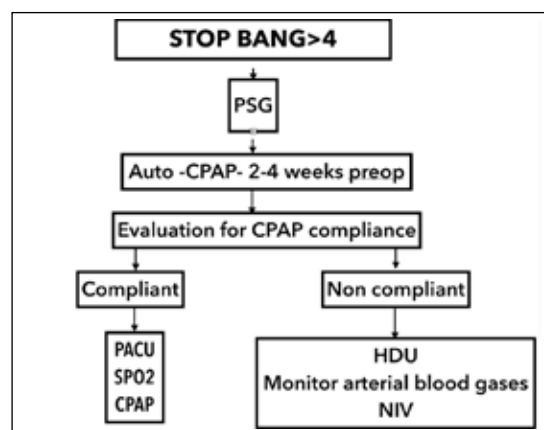 STOP BANG>4
PSG
Auto -CPAP- 2-4 weeks preop
Evaluation for CPAP compliance
Compliant
Non compliant
PACU
SPO2
CPAP
HDU
Monitor arterial blood gases
NIV